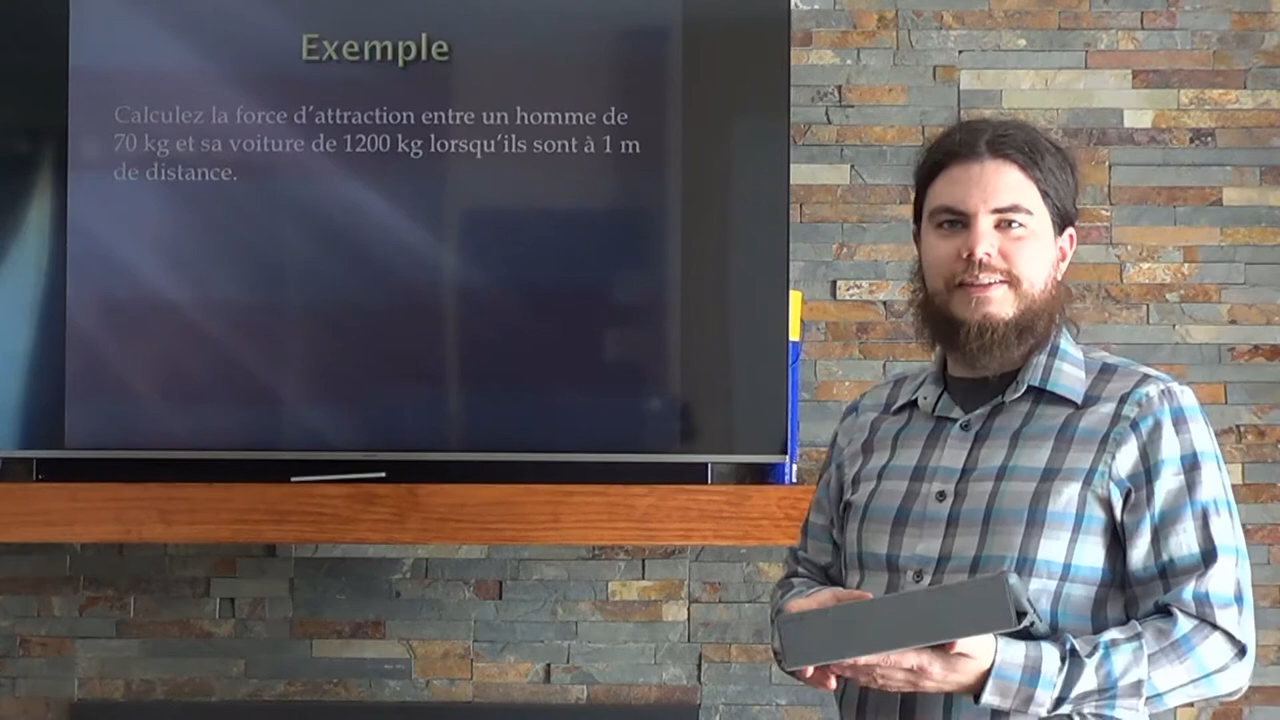 Exemple
Calculez la force d'attraction entre un homme de
70 kg et sa voiture de 1200 kg lorsqu'ils sont à 1 m
de distance.